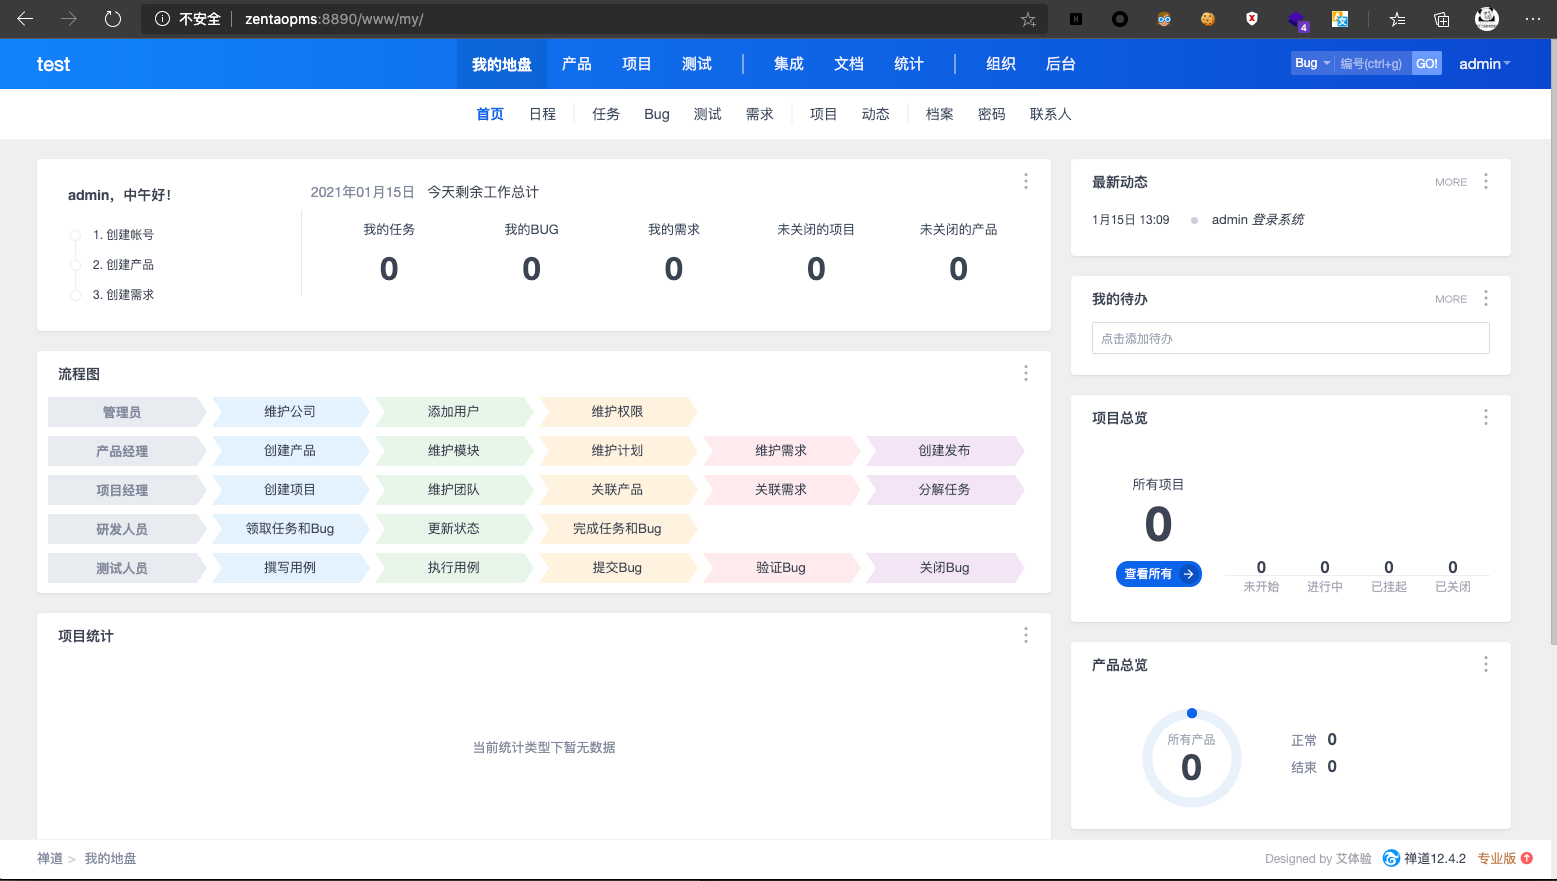 不安全 zentaopms:8890/www/my/
4
test 我的地盘 产品 项目 测试 集成 文档 统计 组织 后台 Bug 编号(ctrl+g) GO! admin
首页 日程 任务 Bug 测试 需求 项目 动态 档案 密码 联系人
admin，中午好！
1. 创建帐号
2. 创建产品
3. 创建需求
2021年01月15日 今天剩余工作总计
我的任务 我的BUG 我的需求 未关闭的项目 未关闭的产品
0 0 0 0 0
流程图
管理员 维护公司 添加用户 维护权限
产品经理 创建产品 维护模块 维护计划 维护需求 创建发布
项目经理 创建项目 维护团队 关联产品 关联需求 分解任务
研发人员 领取任务和Bug 更新状态 完成任务和Bug
测试人员 撰写用例 执行用例 提交Bug 验证Bug 关闭Bug
项目统计
当前统计类型下暂无数据
最新动态 MORE
1月15日 13:09 admin 登录系统
我的待办 MORE
点击添加待办
项目总览
所有项目
0
查看所有
0 0 0 0
未开始 进行中 已挂起 已关闭
产品总览
所有产品
0
正常 0
结束 0
禅道 > 我的地盘
Designed by 艾体验 禅道12.4.2 专业版